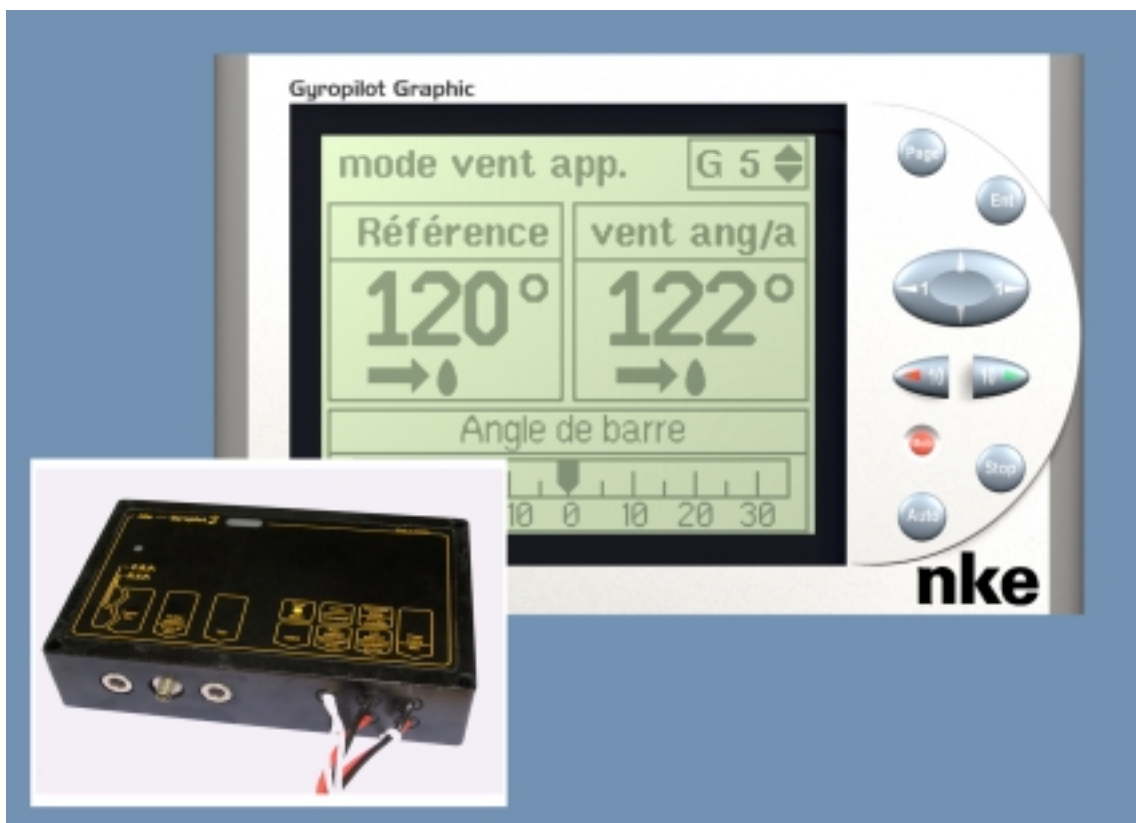 Gyropilot Graphic
mode vent app. G 5
Référence vent ang/a
120° 122°
Angle de barre
10 0 10 20 30
Page
Ent
1 1
10 10
Mode
Stop
Auto
nke